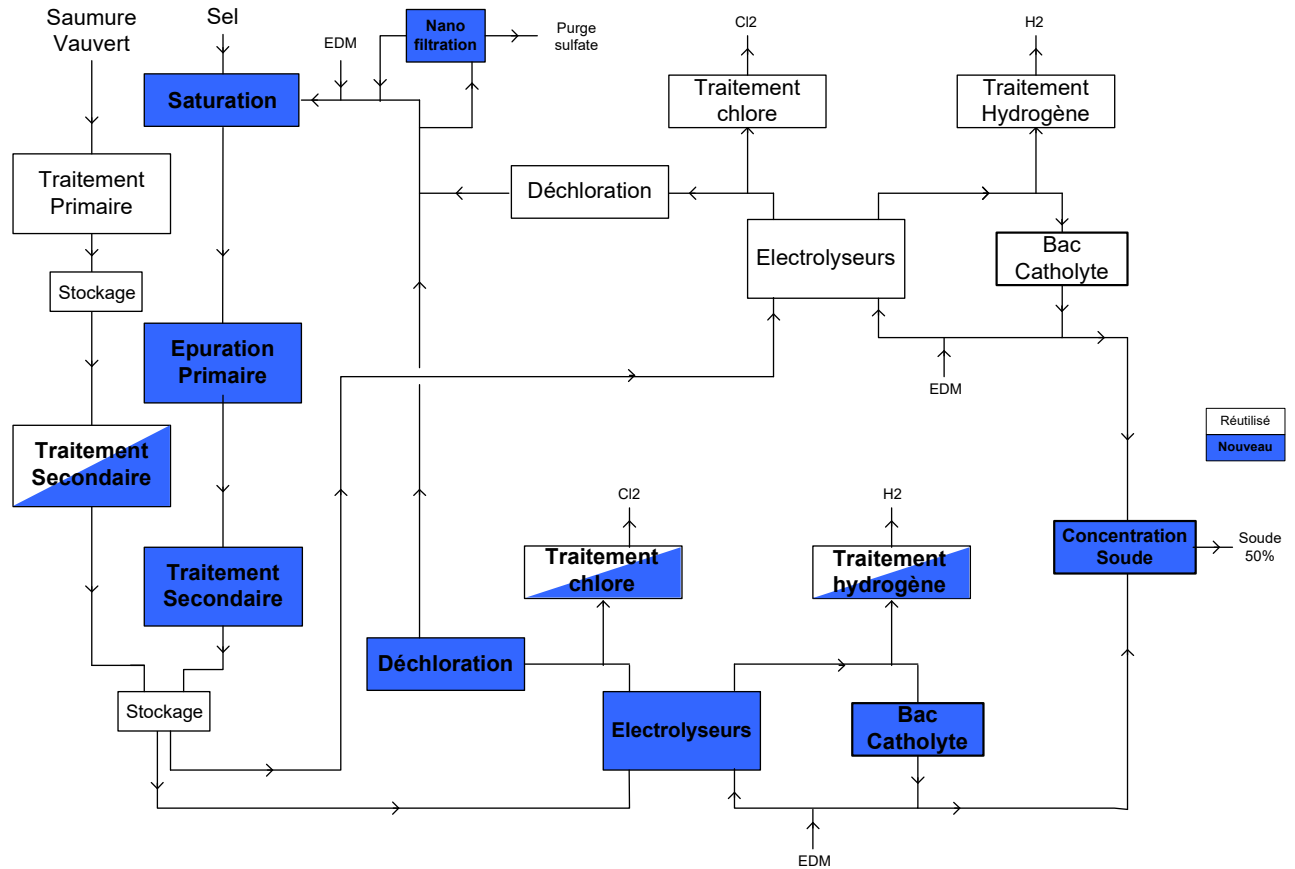 Saumure
Vauvert
Sel
EDM
Nano
filtration
Purge
sulfate
Cl2
H2
Saturation
Traitement
chlore
Traitement
Hydrogène
Traitement
Primaire
Déchloration
Electrolyseurs
Bac
Catholyte
Stockage
Epuration
Primaire
EDM
Réutilisé
Nouveau
Traitement
Secondaire
Cl2
H2
Traitement
Secondaire
Traitement
chlore
Traitement
hydrogène
Concentration
Soude
Soude
50%
Déchloration
Stockage
Electrolyseurs
Bac
Catholyte
EDM